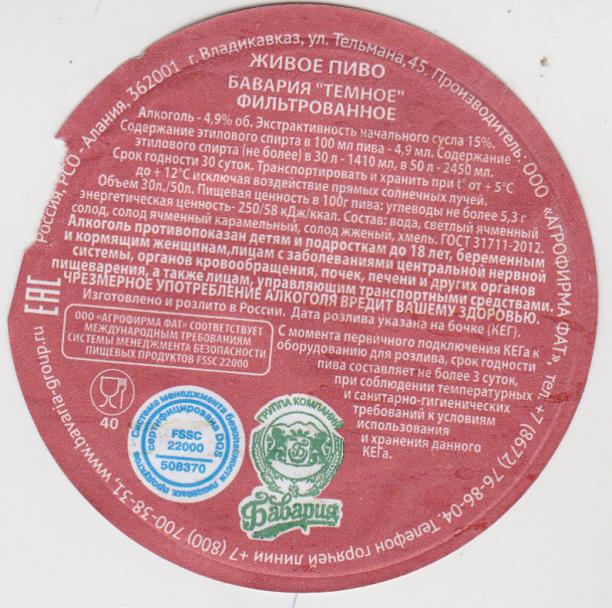 Производитель: ООО «АГРОФИРМА ФАТ» тел. +7 (8672) 76-86-04, Телефон горячей линии +7 (800) 700-38-31, www.bavaria-group.ru
Россия, РСО - Алания, 362001 г. Владикавказ, ул. Тельмана, 45.
ЖИВОЕ ПИВО
БАВАРИЯ "ТЕМНОЕ"
ФИЛЬТРОВАННОЕ
Алкоголь - 4,9% об. Экстрактивность начального сусла 15%.
Содержание этилового спирта в 100 мл пива - 4,9 мл. Содержание
этилового спирта (не более) в 30 л - 1410 мл, в 50 л - 2450 мл.
Срок годности 30 суток. Транспортировать и хранить при t° от + 5°C
до + 12°C исключая воздействие прямых солнечных лучей.
Объем 30л./50л. Пищевая ценность в 100г пива: углеводы не более 5,3 г
энергетическая ценность- 250/58 кДж/ккал. Состав: вода, светлый ячменный
солод, солод ячменный карамельный, солод жженый, хмель. ГОСТ 31711-2012.
Алкоголь противопоказан детям и подросткам до 18 лет, беременным
и кормящим женщинам,лицам с заболеваниями центральной нервной
системы, органов кровообращения, почек, печени и других органов
пищеварения, а также лицам, управляющим транспортными средствами.
ЧРЕЗМЕРНОЕ УПОТРЕБЛЕНИЕ АЛКОГОЛЯ ВРЕДИТ ВАШЕМУ ЗДОРОВЬЮ.
Изготовлено и розлито в России. Дата розлива указана на бочке (КЕГ).
EAC
ООО «АГРОФИРМА ФАТ» СООТВЕТСТВУЕТ
МЕЖДУНАРОДНЫМ ТРЕБОВАНИЯМ
СИСТЕМЫ МЕНЕДЖМЕНТА БЕЗОПАСНОСТИ
ПИЩЕВЫХ ПРОДУКТОВ FSSC 22000
С момента первичного подключения КЕГа к
оборудованию для розлива, срок годности
пива составляет не более 3 суток,
при соблюдении температурных
и санитарно-гигиенических
требований к условиям
использования
и хранения данного
КЕГа.
40
Система менеджмента безопасности пищевых продуктов
сертифицирована DQS
FSSC
22000
508370
ГРУППА КОМПАНИЙ
Бавария